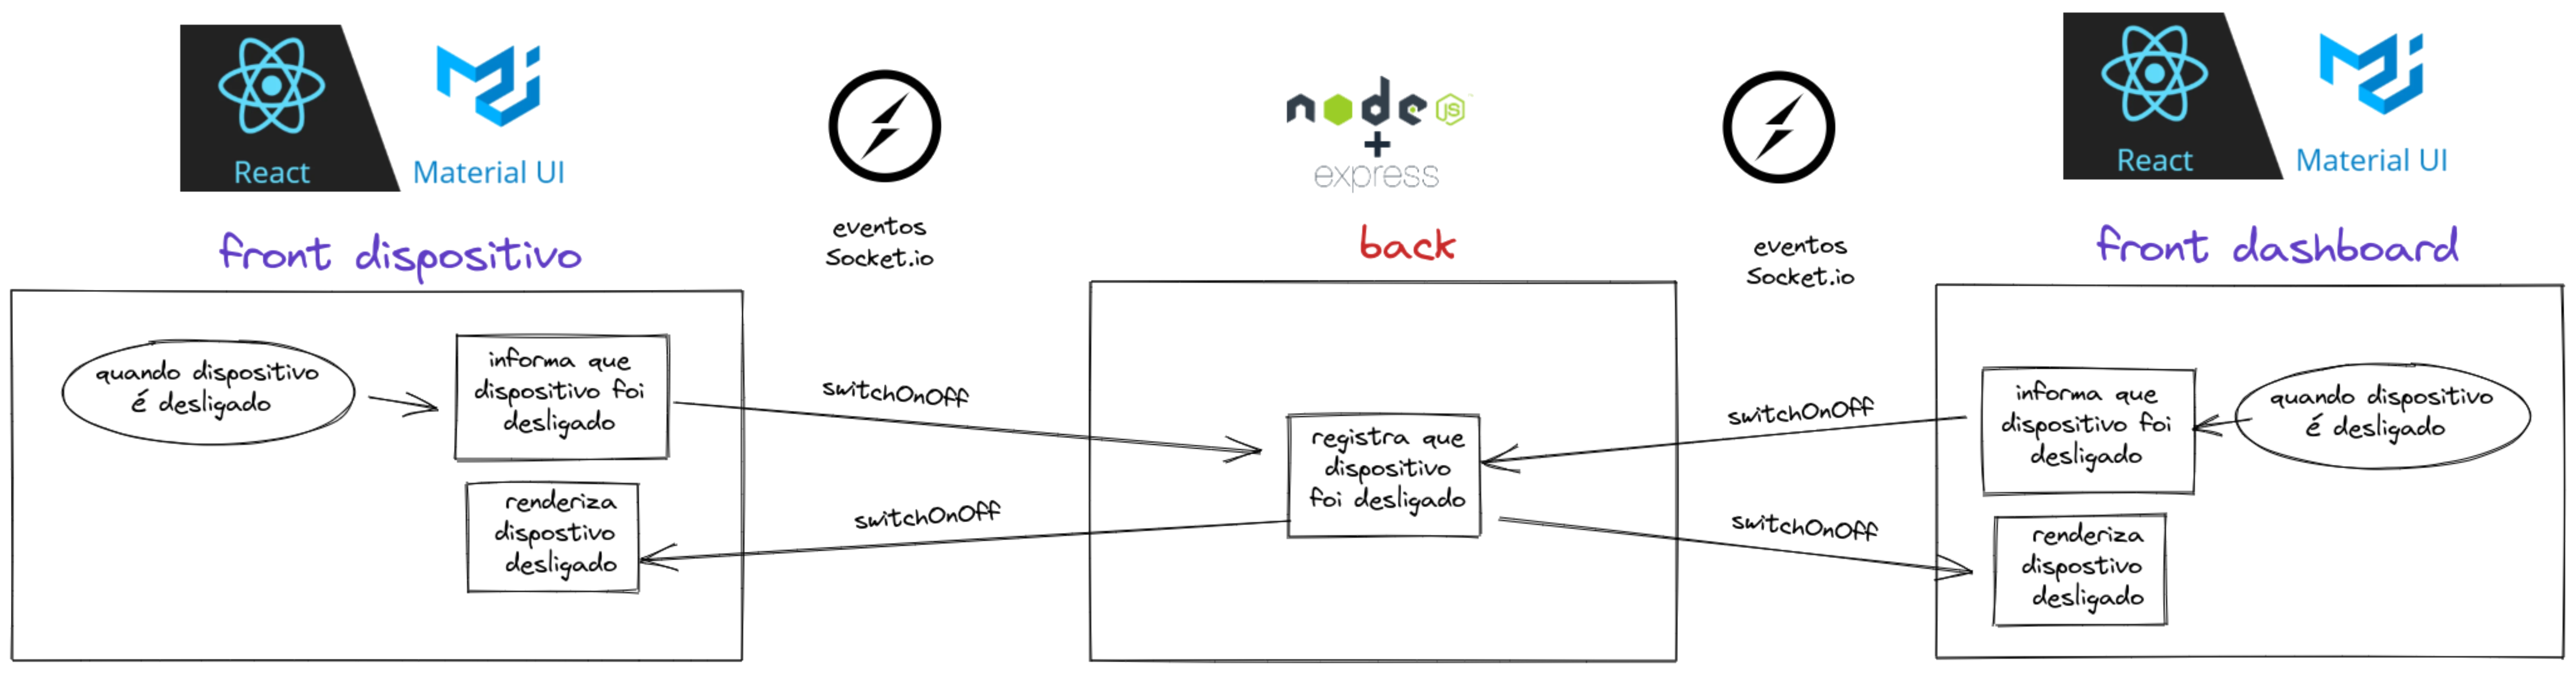 React
Material UI
front dispositivo
quando dispositivo
é desligado
informa que
dispositivo foi
desligado
renderiza
dispostivo
desligado
eventos
Socket.io
switchOnOff
switchOnOff
node
JS
+
express
back
registra que
dispositivo
foi desligado
eventos
Socket.io
switchOnOff
switchOnOff
React
Material UI
front dashboard
informa que
dispositivo foi
desligado
quando dispositivo
é desligado
renderiza
dispostivo
desligado